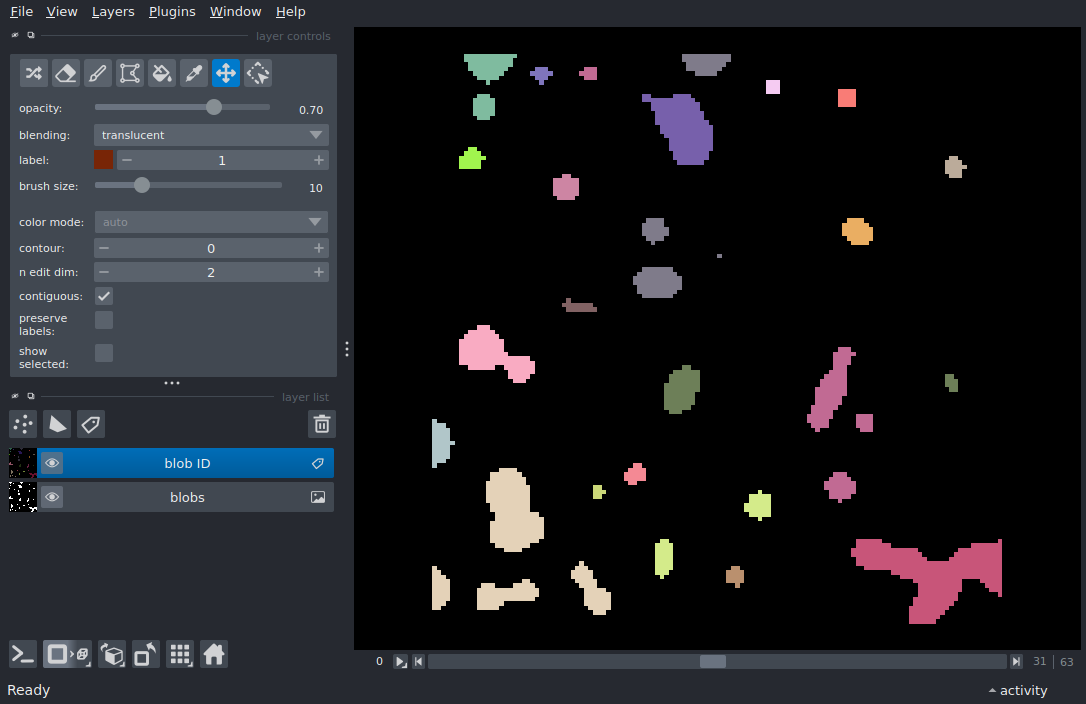 File View Layers Plugins Window Help
layer controls
opacity: 0.70
blending: translucent
label: 1
brush size: 10
color mode: auto
contour: 0
n edit dim: 2
contiguous:
preserve
labels:
show
selected:
layer list
blob ID
blobs
0 31 63
Ready activity